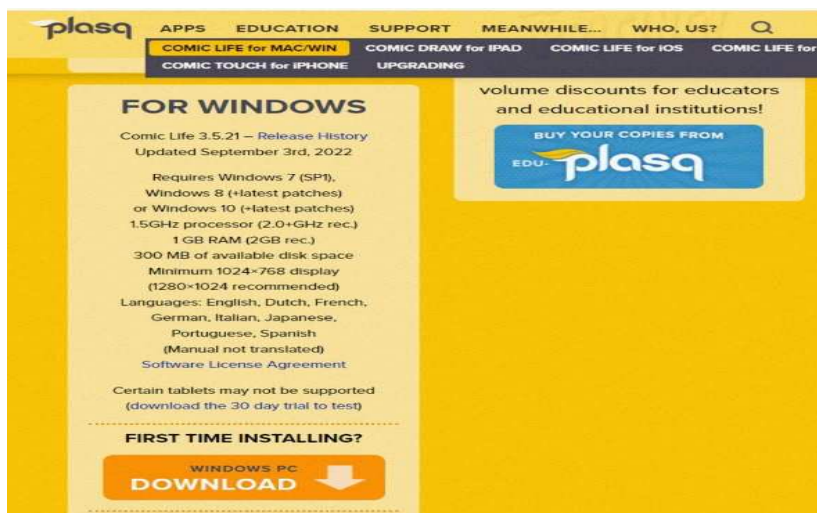 plasq APPS EDUCATION SUPPORT MEANWHILE... WHO, US?
COMIC LIFE for MAC/WIN COMIC DRAW for IPAD COMIC LIFE for iOS COMIC LIFE for
COMIC TOUCH for iPHONE UPGRADING
FOR WINDOWS
Comic Life 3.5.21 – Release History
Updated September 3rd, 2022
Requires Windows 7 (SP1),
Windows 8 (+latest patches)
or Windows 10 (+latest patches)
1.5GHz processor (2.0+GHz rec.)
1 GB RAM (2GB rec.)
300 MB of available disk space
Minimum 1024×768 display
(1280×1024 recommended)
Languages: English, Dutch, French,
German, Italian, Japanese,
Portuguese, Spanish
(Manual not translated)
Software License Agreement
Certain tablets may not be supported
(download the 30 day trial to test)
FIRST TIME INSTALLING?
WINDOWS PC
DOWNLOAD
volume discounts for educators
and educational institutions!
BUY YOUR COPIES FROM
EDU-plasq